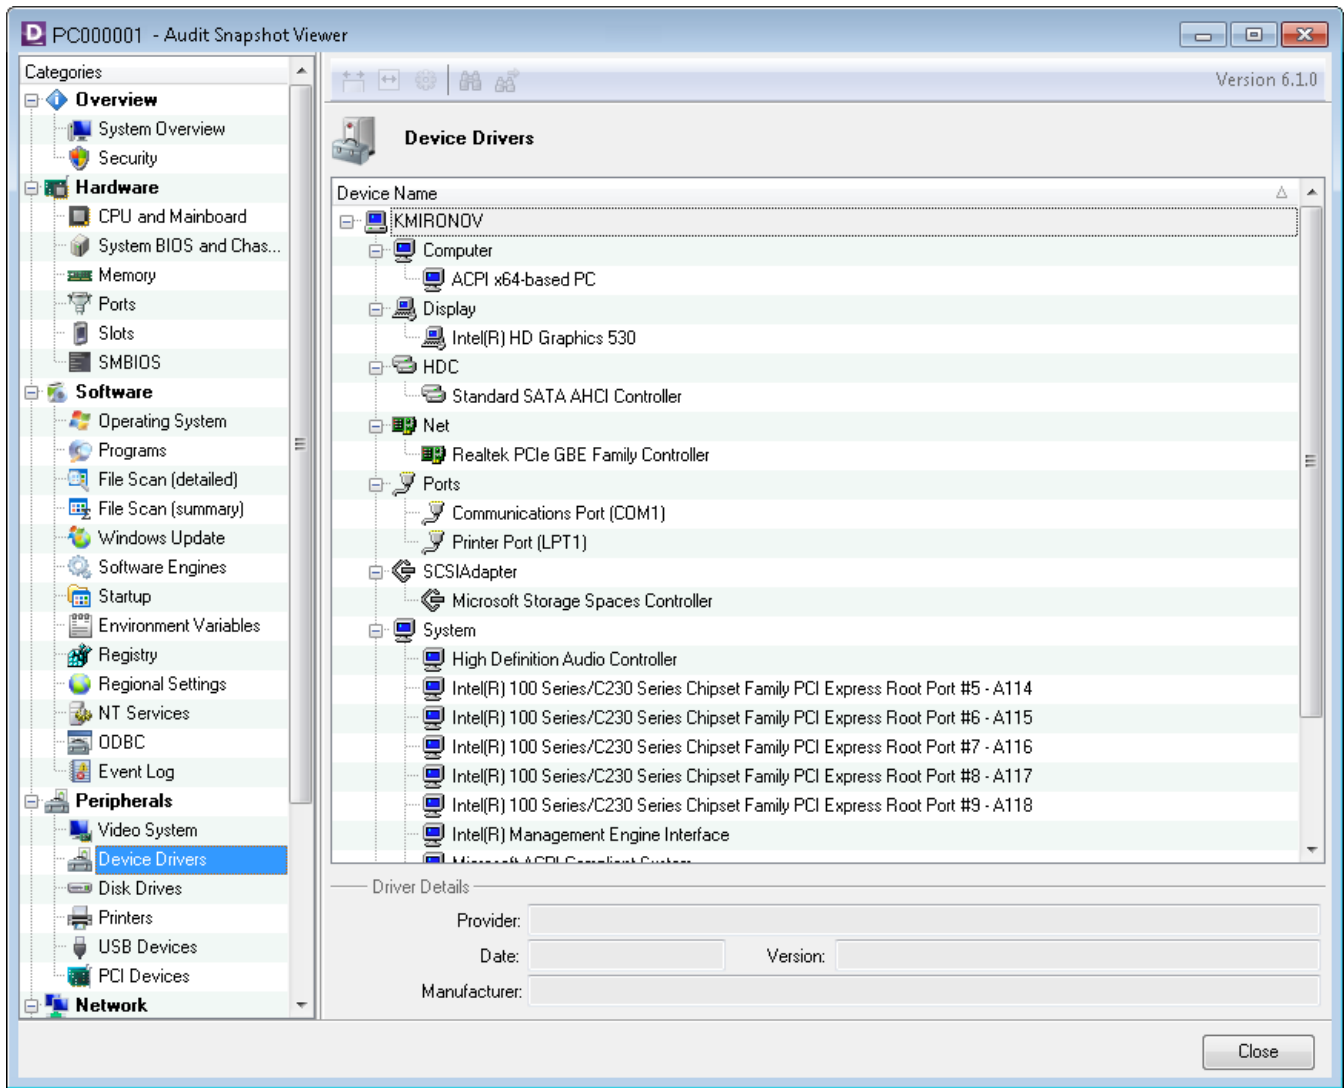 PC000001 - Audit Snapshot Viewer
Categories
Overview
System Overview
Security
Hardware
CPU and Mainboard
System BIOS and Chas...
Memory
Ports
Slots
SMBIOS
Software
Operating System
Programs
File Scan (detailed)
File Scan (summary)
Windows Update
Software Engines
Startup
Environment Variables
Registry
Regional Settings
NT Services
ODBC
Event Log
Peripherals
Video System
Device Drivers
Disk Drives
Printers
USB Devices
PCI Devices
Network
Version 6.1.0
Device Drivers
Device Name
KMIRONOV
Computer
ACPI x64-based PC
Display
Intel(R) HD Graphics 530
HDC
Standard SATA AHCI Controller
Net
Realtek PCIe GBE Family Controller
Ports
Communications Port (COM1)
Printer Port (LPT1)
SCSIAdapter
Microsoft Storage Spaces Controller
System
High Definition Audio Controller
Intel(R) 100 Series/C230 Series Chipset Family PCI Express Root Port #5 - A114
Intel(R) 100 Series/C230 Series Chipset Family PCI Express Root Port #6 - A115
Intel(R) 100 Series/C230 Series Chipset Family PCI Express Root Port #7 - A116
Intel(R) 100 Series/C230 Series Chipset Family PCI Express Root Port #8 - A117
Intel(R) 100 Series/C230 Series Chipset Family PCI Express Root Port #9 - A118
Intel(R) Management Engine Interface
Microsoft ACPI-Compliant System
Driver Details
Provider:
Date:
Version:
Manufacturer:
Close